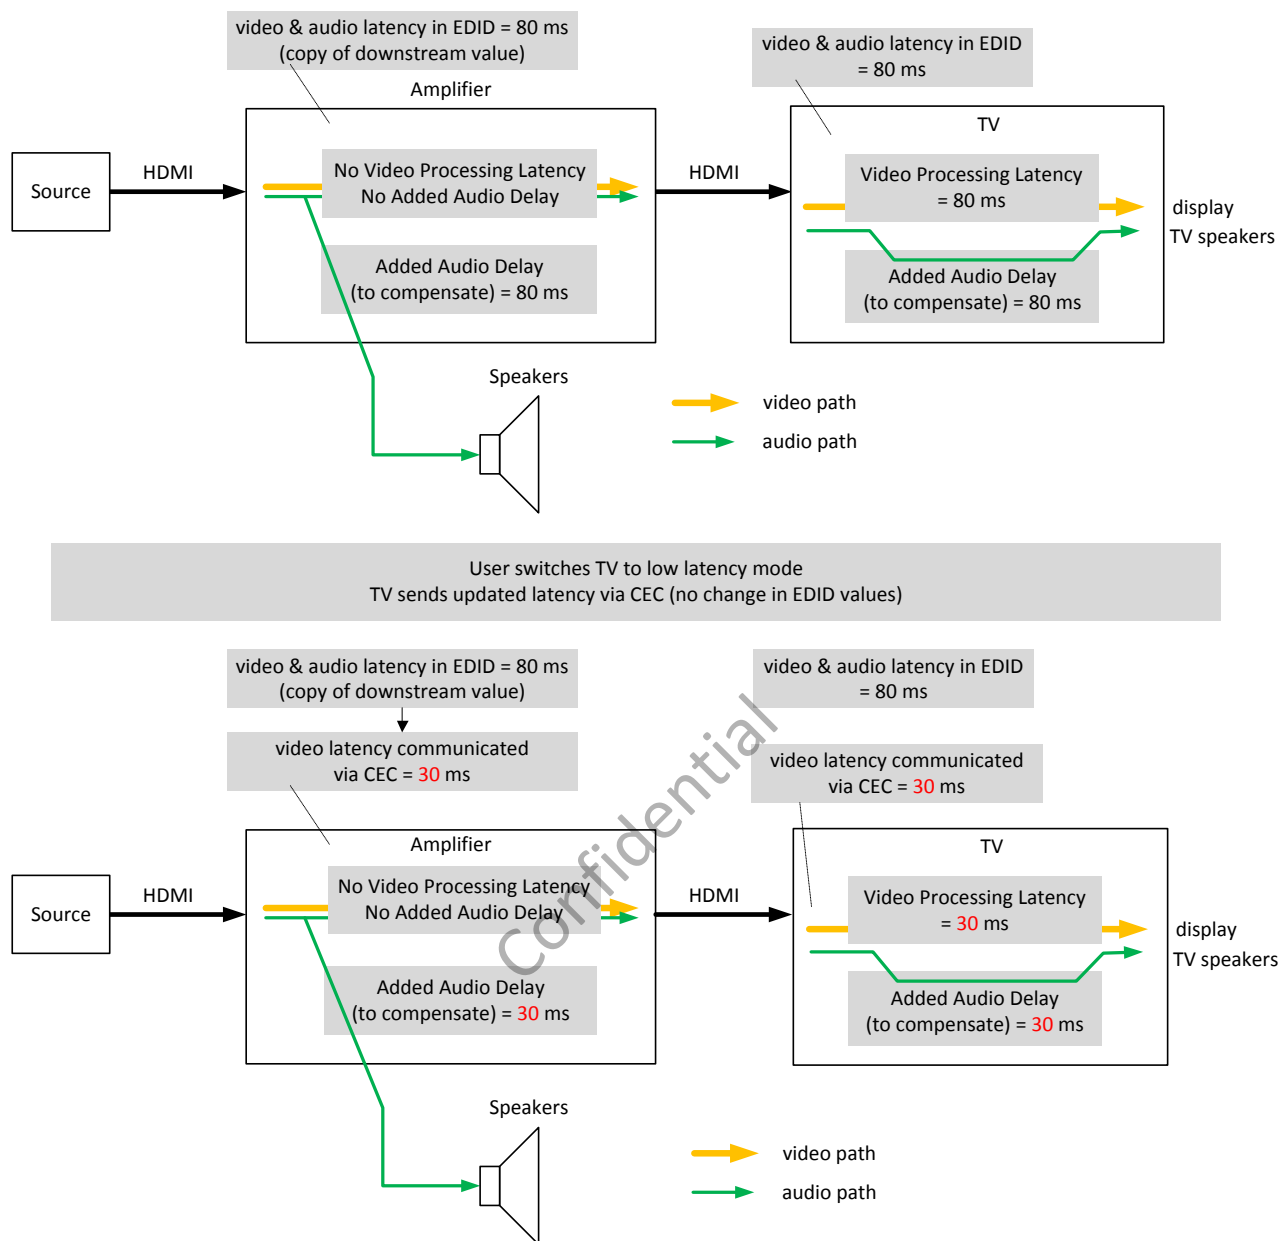 video & audio latency in EDID = 80 ms
(copy of downstream value)
video & audio latency in EDID
= 80 ms
Amplifier
TV
Source
HDMI
No Video Processing Latency
No Added Audio Delay
HDMI
Video Processing Latency
= 80 ms
display
TV speakers
Added Audio Delay
(to compensate) = 80 ms
Added Audio Delay
(to compensate) = 80 ms
Speakers
video path
audio path
User switches TV to low latency mode
TV sends updated latency via CEC (no change in EDID values)
video & audio latency in EDID = 80 ms
(copy of downstream value)
video & audio latency in EDID
= 80 ms
video latency communicated
via CEC = 30 ms
video latency communicated
via CEC = 30 ms
Confidential
Amplifier
TV
Source
HDMI
No Video Processing Latency
No Added Audio Delay
HDMI
Video Processing Latency
= 30 ms
display
TV speakers
Added Audio Delay
(to compensate) = 30 ms
Added Audio Delay
(to compensate) = 30 ms
Speakers
video path
audio path